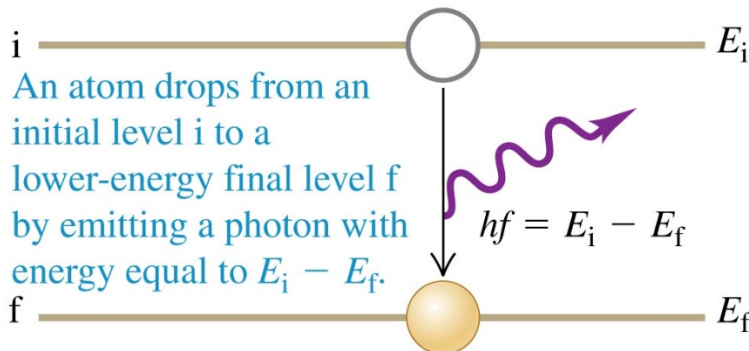 i
E_i
An atom drops from an
initial level i to a
lower-energy final level f
by emitting a photon with
energy equal to E_i − E_f.
hf = E_i − E_f
f
E_f